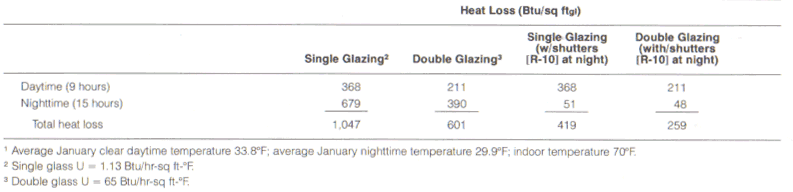 Heat Loss (Btu/sq ftgl)
Single Glazing² Double Glazing³ Single Glazing (w/shutters [R-10] at night) Double Glazing (with/shutters [R-10] at night)
Daytime (9 hours) 368 211 368 211
Nighttime (15 hours) 679 390 51 48
Total heat loss 1,047 601 419 259
¹ Average January clear daytime temperature 33.8°F; average January nighttime temperature 29.9°F; indoor temperature 70°F.
² Single glass U = 1.13 Btu/hr-sq ft-°F.
³ Double glass U = 65 Btu/hr-sq ft-°F.